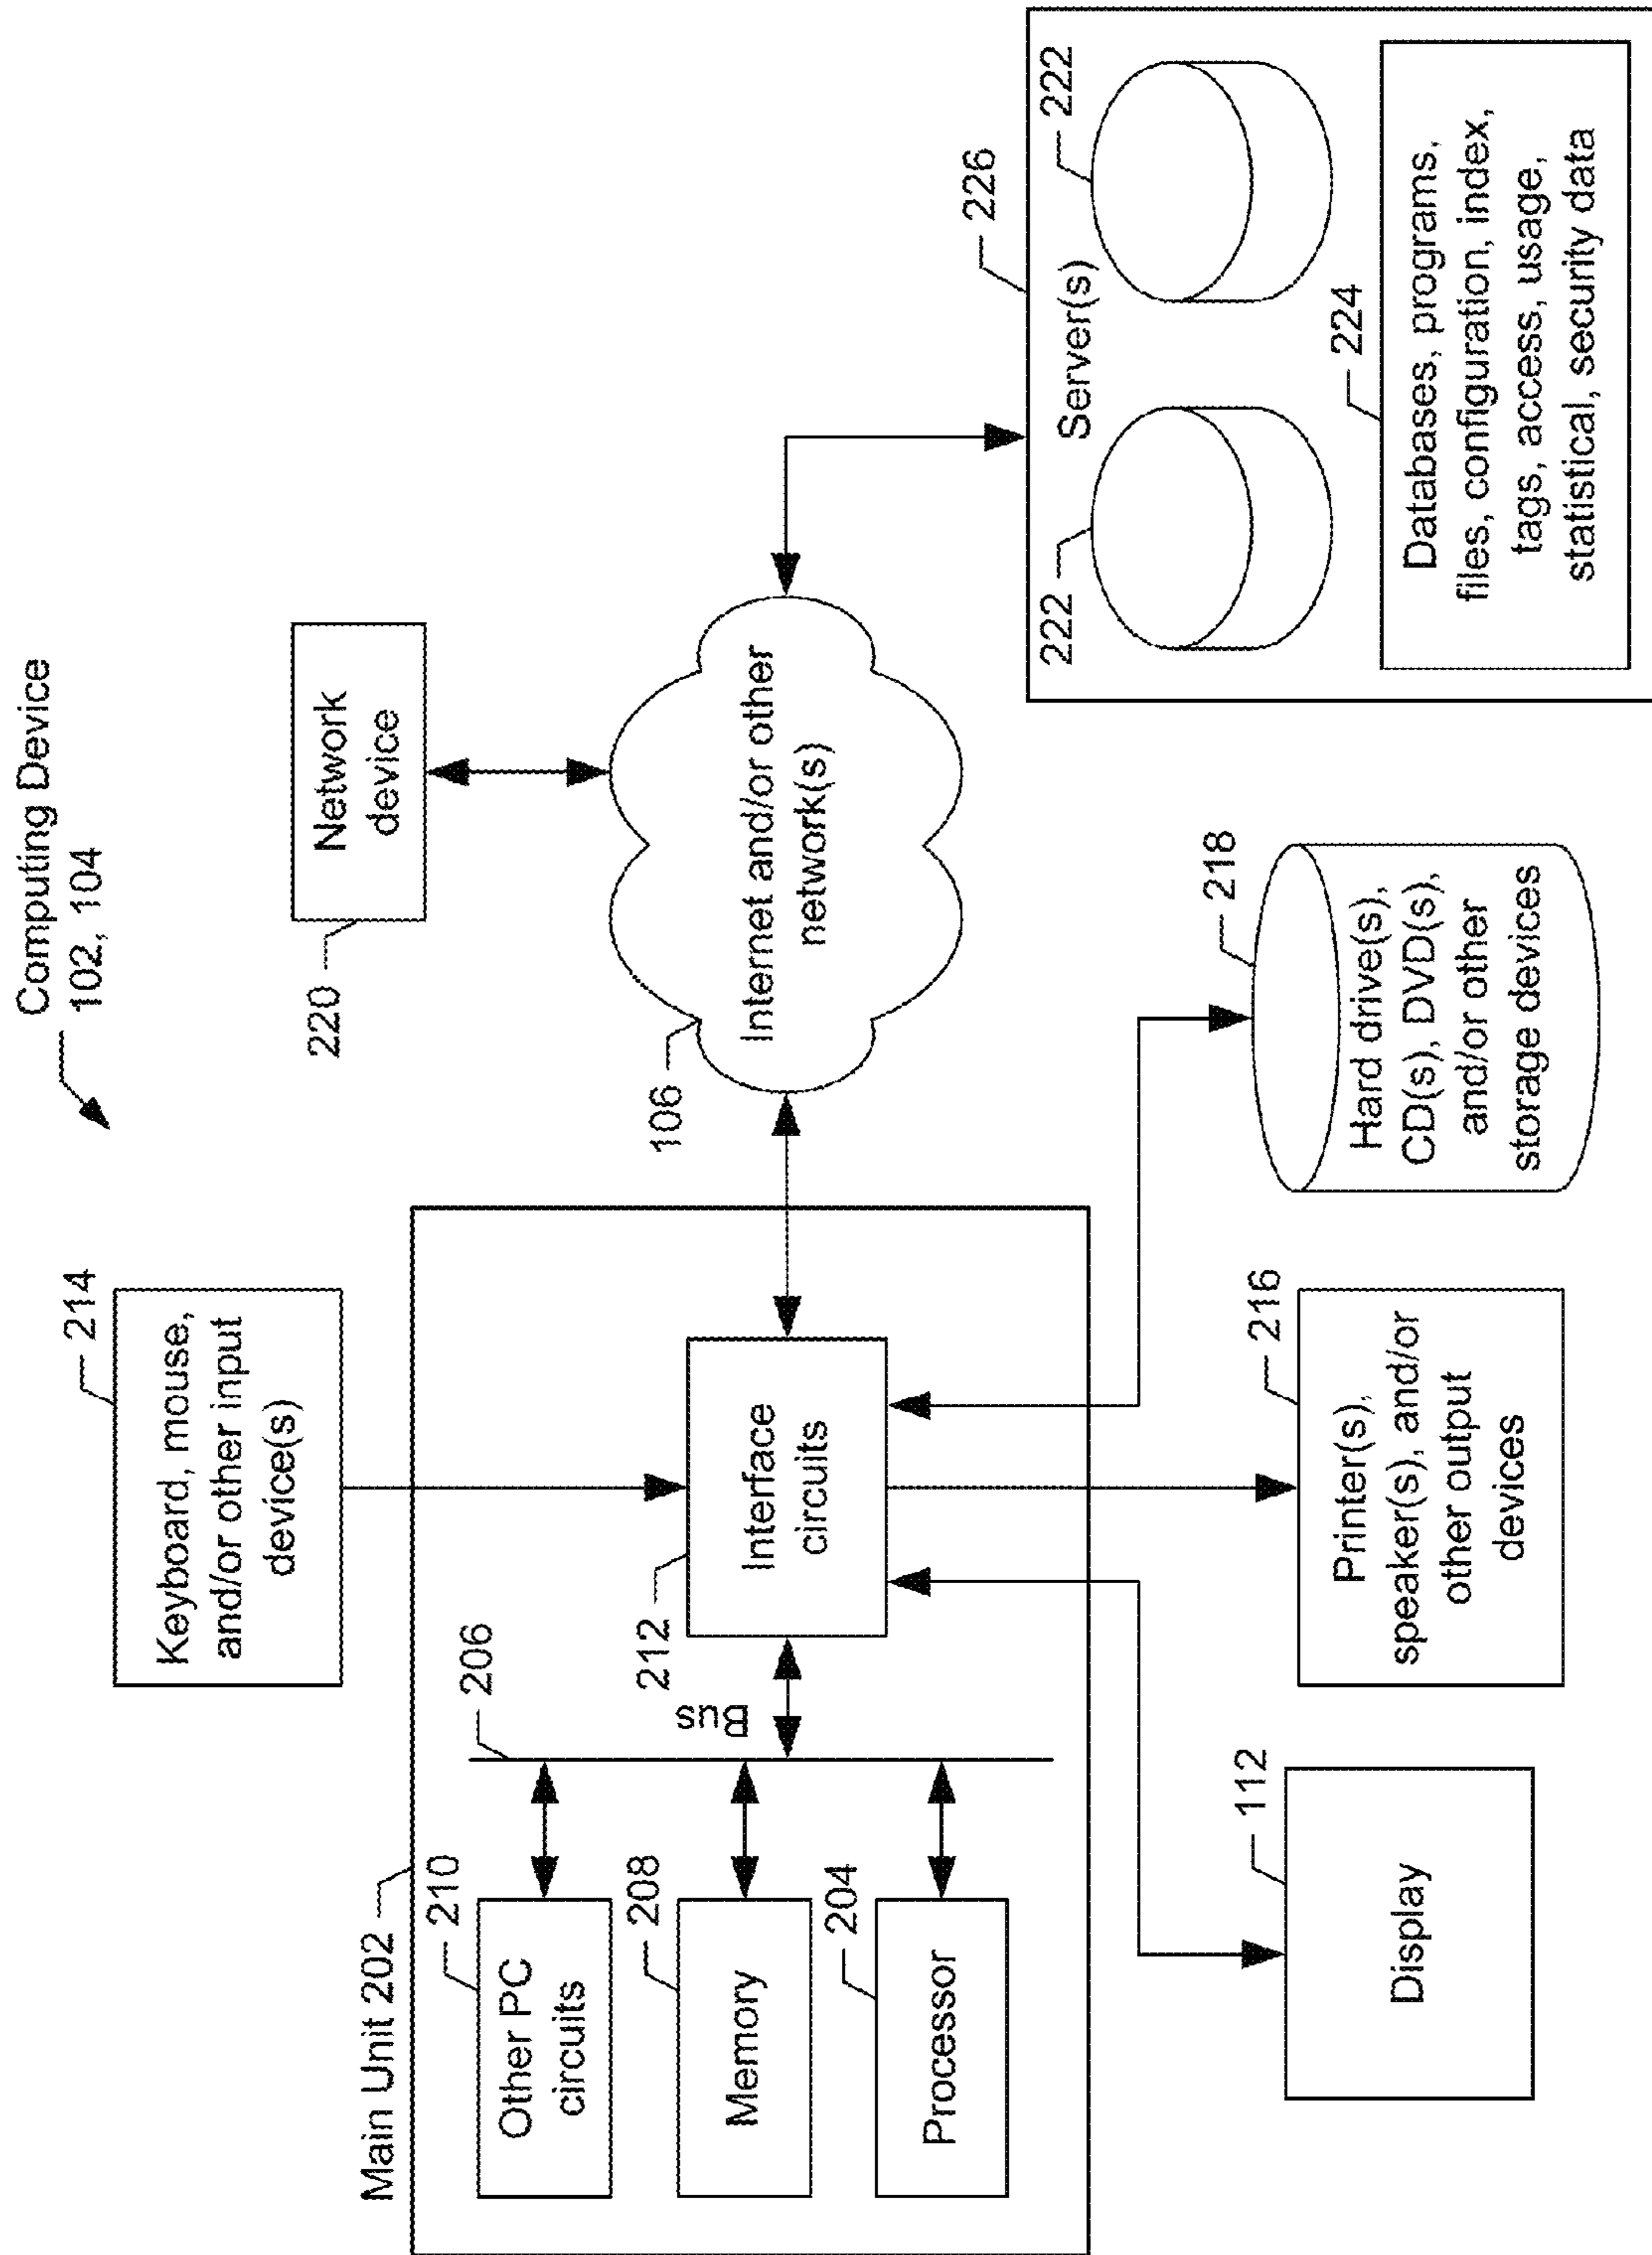 Computing Device
102, 104
214
Keyboard, mouse,
and/or other input
device(s)
220
Network
device
Main Unit 202
210
Other PC
circuits
208
Memory
204
Processor
206
Bus
212
Interface
circuits
106
Internet and/or other
network(s)
226
Server(s)
222
222
224
Databases, programs,
files, configuration, index,
tags, access, usage,
statistical, security data
112
Display
216
Printer(s),
speaker(s), and/or
other output
devices
218
Hard drive(s),
CD(s), DVD(s),
and/or other
storage devices